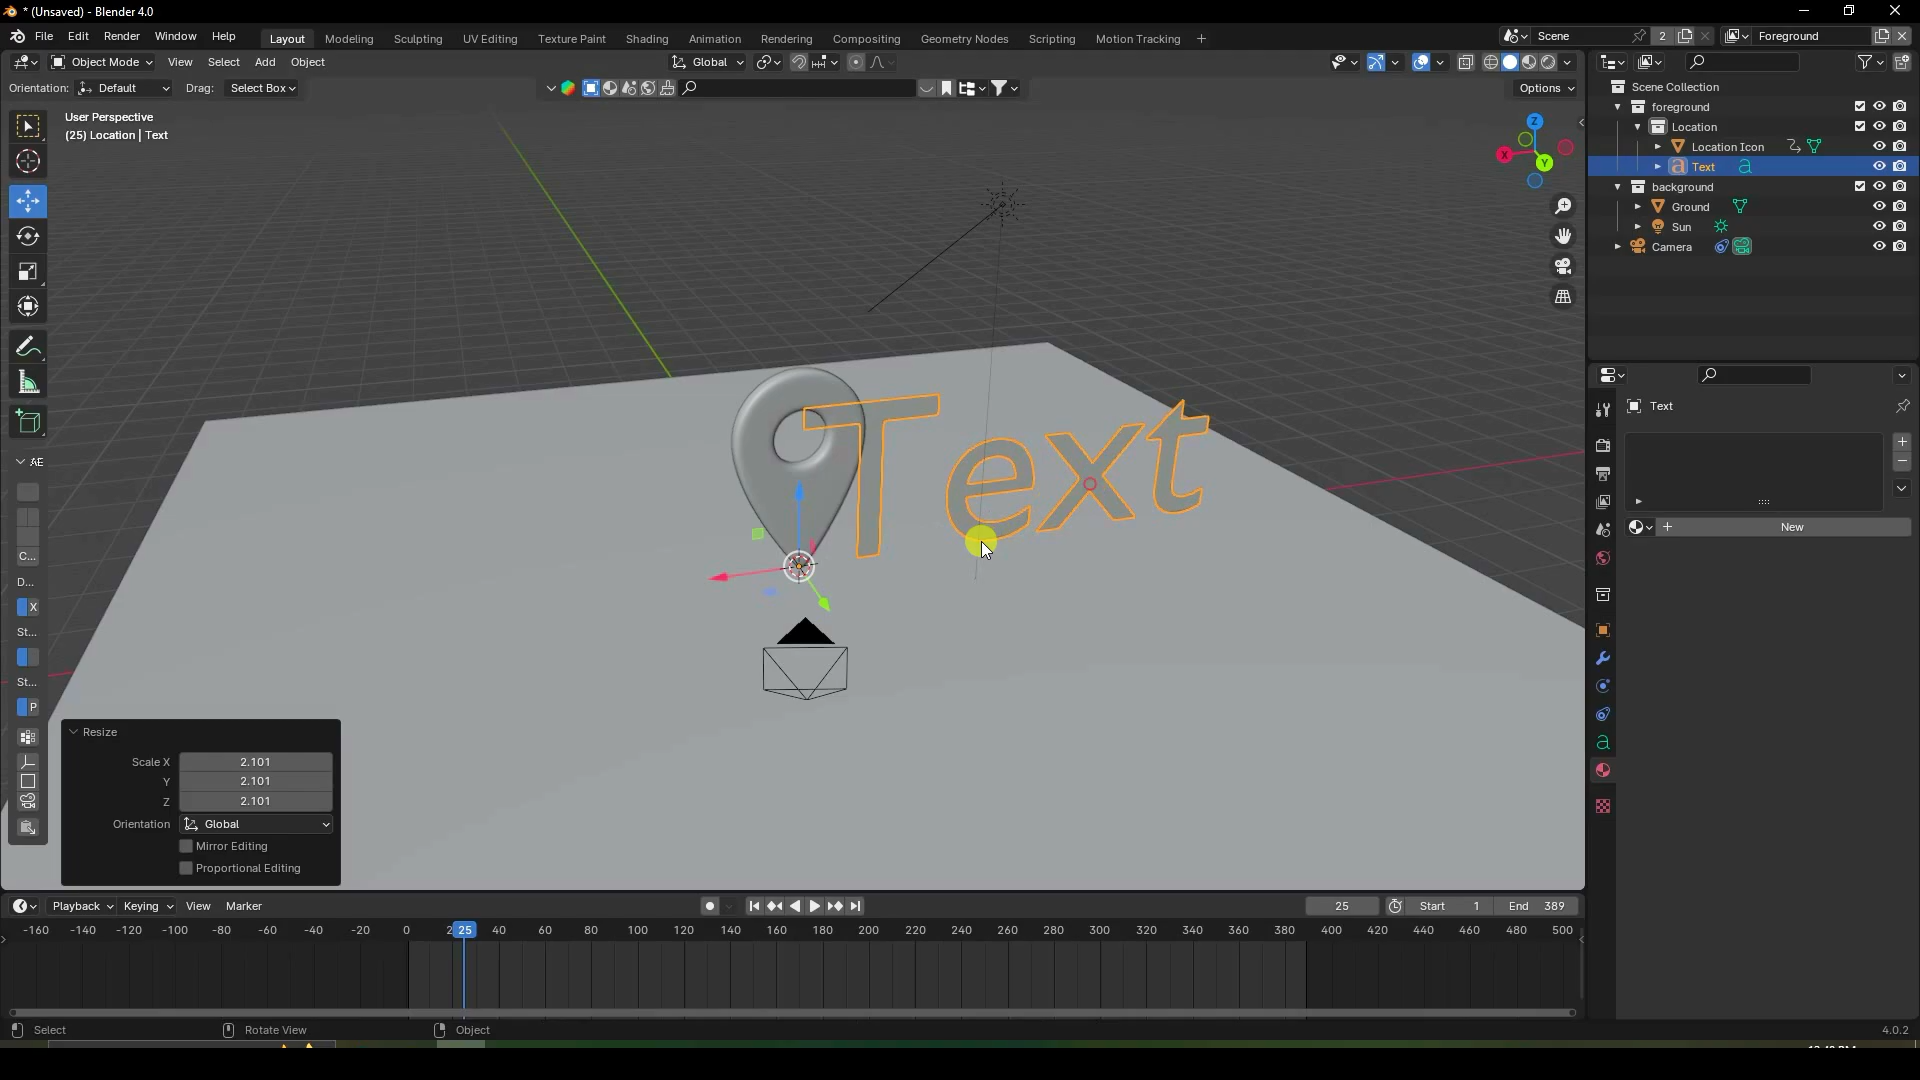 * (Unsaved) - Blender 4.0
File Edit Render Window Help
Layout Modeling Sculpting UV Editing Texture Paint Shading Animation Rendering Compositing Geometry Nodes Scripting Motion Tracking +
Scene 2 Foreground
Object Mode View Select Add Object Global
Orientation: Default Drag: Select Box Options
User Perspective
(25) Location | Text
Z
X
Y
Scene Collection
foreground
Location
Location Icon
Text
background
Ground
Sun
Camera
Text
New
Text
AE
C...
D...
X
St...
St...
P
Resize
Scale X 2.101
Y 2.101
Z 2.101
Orientation Global
Mirror Editing
Proportional Editing
Playback Keying View Marker 25 Start 1 End 389
-160 -140 -120 -100 -80 -60 -40 -20 0 25 40 60 80 100 120 140 160 180 200 220 240 260 280 300 320 340 360 380 400 420 440 460 480 500
Select Rotate View Object 4.0.2